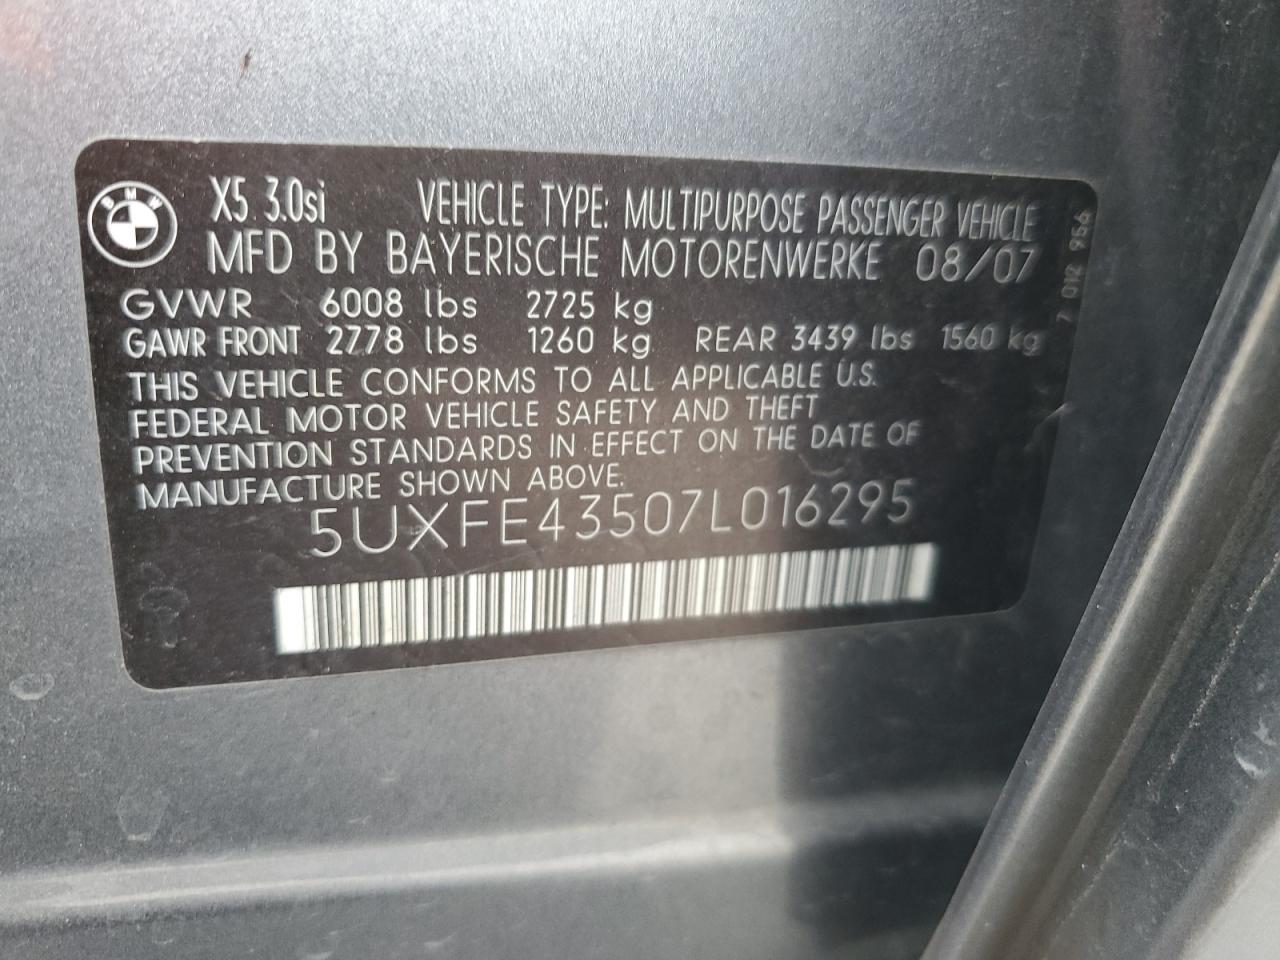 BMW
X5 3.0si VEHICLE TYPE: MULTIPURPOSE PASSENGER VEHICLE
MFD BY BAYERISCHE MOTORENWERKE 08/07
GVWR 6008 lbs 2725 kg
GAWR FRONT 2778 lbs 1260 kg REAR 3439 lbs 1560 kg
THIS VEHICLE CONFORMS TO ALL APPLICABLE U.S.
FEDERAL MOTOR VEHICLE SAFETY AND THEFT
PREVENTION STANDARDS IN EFFECT ON THE DATE OF
MANUFACTURE SHOWN ABOVE.
5UXFE43507L016295
7 012 956